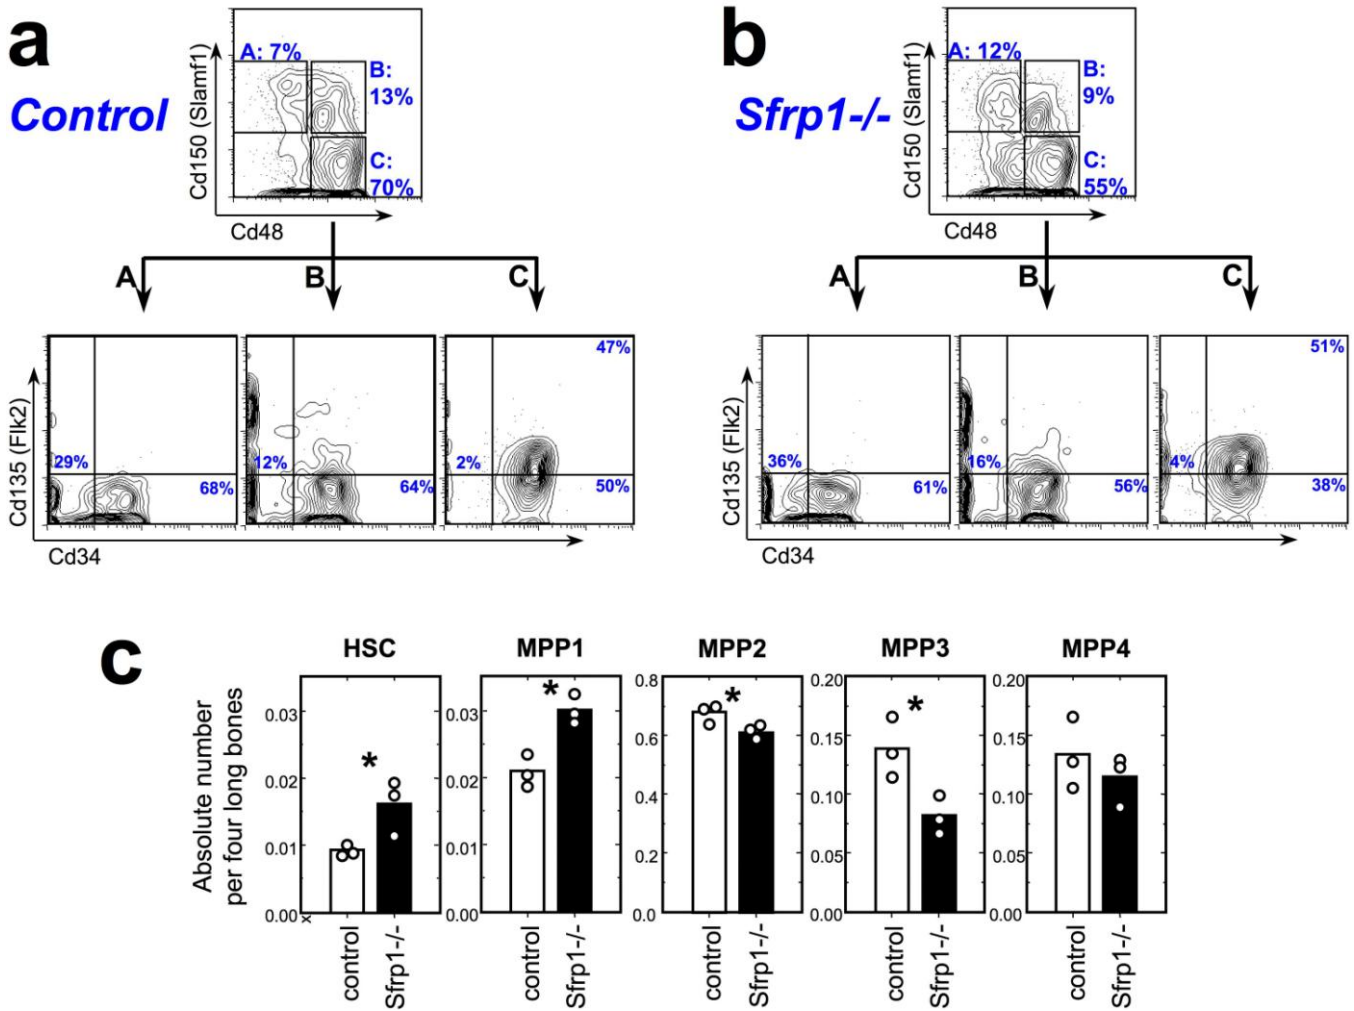 a
Control
Cd150 (Slamf1)
A: 7%
B:
13%
C:
70%
Cd48
A
B
C
Cd135 (Flk2)
29%
68%
12%
64%
47%
2%
50%
Cd34
b
Sfrp1-/-
Cd150 (Slamf1)
A: 12%
B:
9%
C:
55%
Cd48
A
B
C
Cd135 (Flk2)
36%
61%
16%
56%
51%
4%
38%
Cd34
c
Absolute number
per four long bones
HSC
*
0.03
0.02
0.01
0.00
x
control
Sfrp1-/-
MPP1
*
0.03
0.02
0.01
0.00
control
Sfrp1-/-
MPP2
*
0.8
0.6
0.4
0.2
0.0
control
Sfrp1-/-
MPP3
*
0.20
0.15
0.10
0.05
0.00
control
Sfrp1-/-
MPP4
0.20
0.15
0.10
0.05
0.00
control
Sfrp1-/-